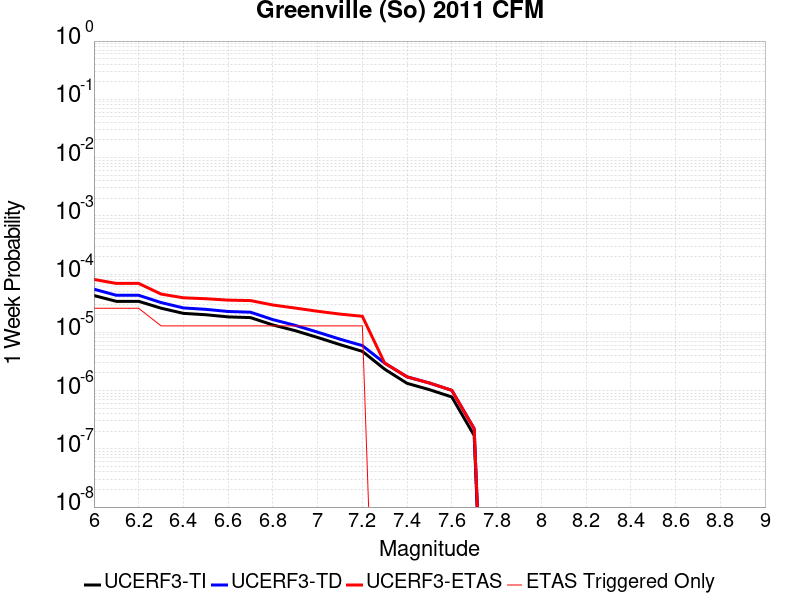 Greenville (So) 2011 CFM
10 0
10 -1
10 -2
10 -3
10 -4
10 -5
10 -6
10 -7
10 -8
1 Week Probability
6 6.2 6.4 6.6 6.8 7 7.2 7.4 7.6 7.8 8 8.2 8.4 8.6 8.8 9
Magnitude
UCERF3-TI UCERF3-TD UCERF3-ETAS ETAS Triggered Only